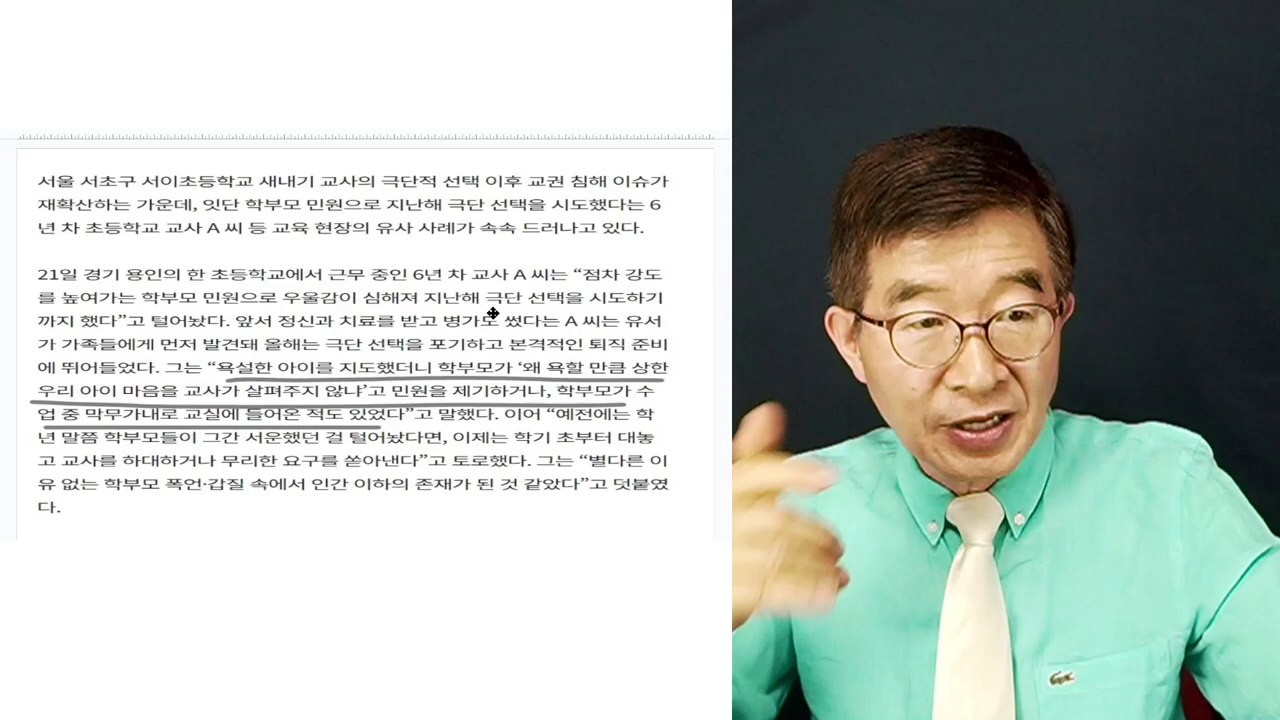 서울 서초구 서이초등학교 새내기 교사의 극단적 선택 이후 교권 침해 이슈가
재확산하는 가운데, 잇단 학부모 민원으로 지난해 극단 선택을 시도했다는 6
년 차 초등학교 교사 A 씨 등 교육 현장의 유사 사례가 속속 드러나고 있다.
21일 경기 용인의 한 초등학교에서 근무 중인 6년 차 교사 A 씨는 “점차 강도
를 높여가는 학부모 민원으로 우울감이 심해져 지난해 극단 선택을 시도하기
까지 했다”고 털어놨다. 앞서 정신과 치료를 받고 병가도 썼다는 A 씨는 유서
가 가족들에게 먼저 발견돼 올해는 극단 선택을 포기하고 본격적인 퇴직 준비
에 뛰어들었다. 그는 “욕설한 아이를 지도했더니 학부모가 ‘왜 욕할 만큼 상한
우리 아이 마음을 교사가 살펴주지 않냐’고 민원을 제기하거나, 학부모가 수
업 중 막무가내로 교실에 들어온 적도 있었다”고 말했다. 이어 “예전에는 학
년 말쯤 학부모들이 그간 서운했던 걸 털어놨다면, 이제는 학기 초부터 대놓
고 교사를 하대하거나 무리한 요구를 쏟아낸다”고 토로했다. 그는 “별다른 이
유 없는 학부모 폭언·갑질 속에서 인간 이하의 존재가 된 것 같았다”고 덧붙였
다.